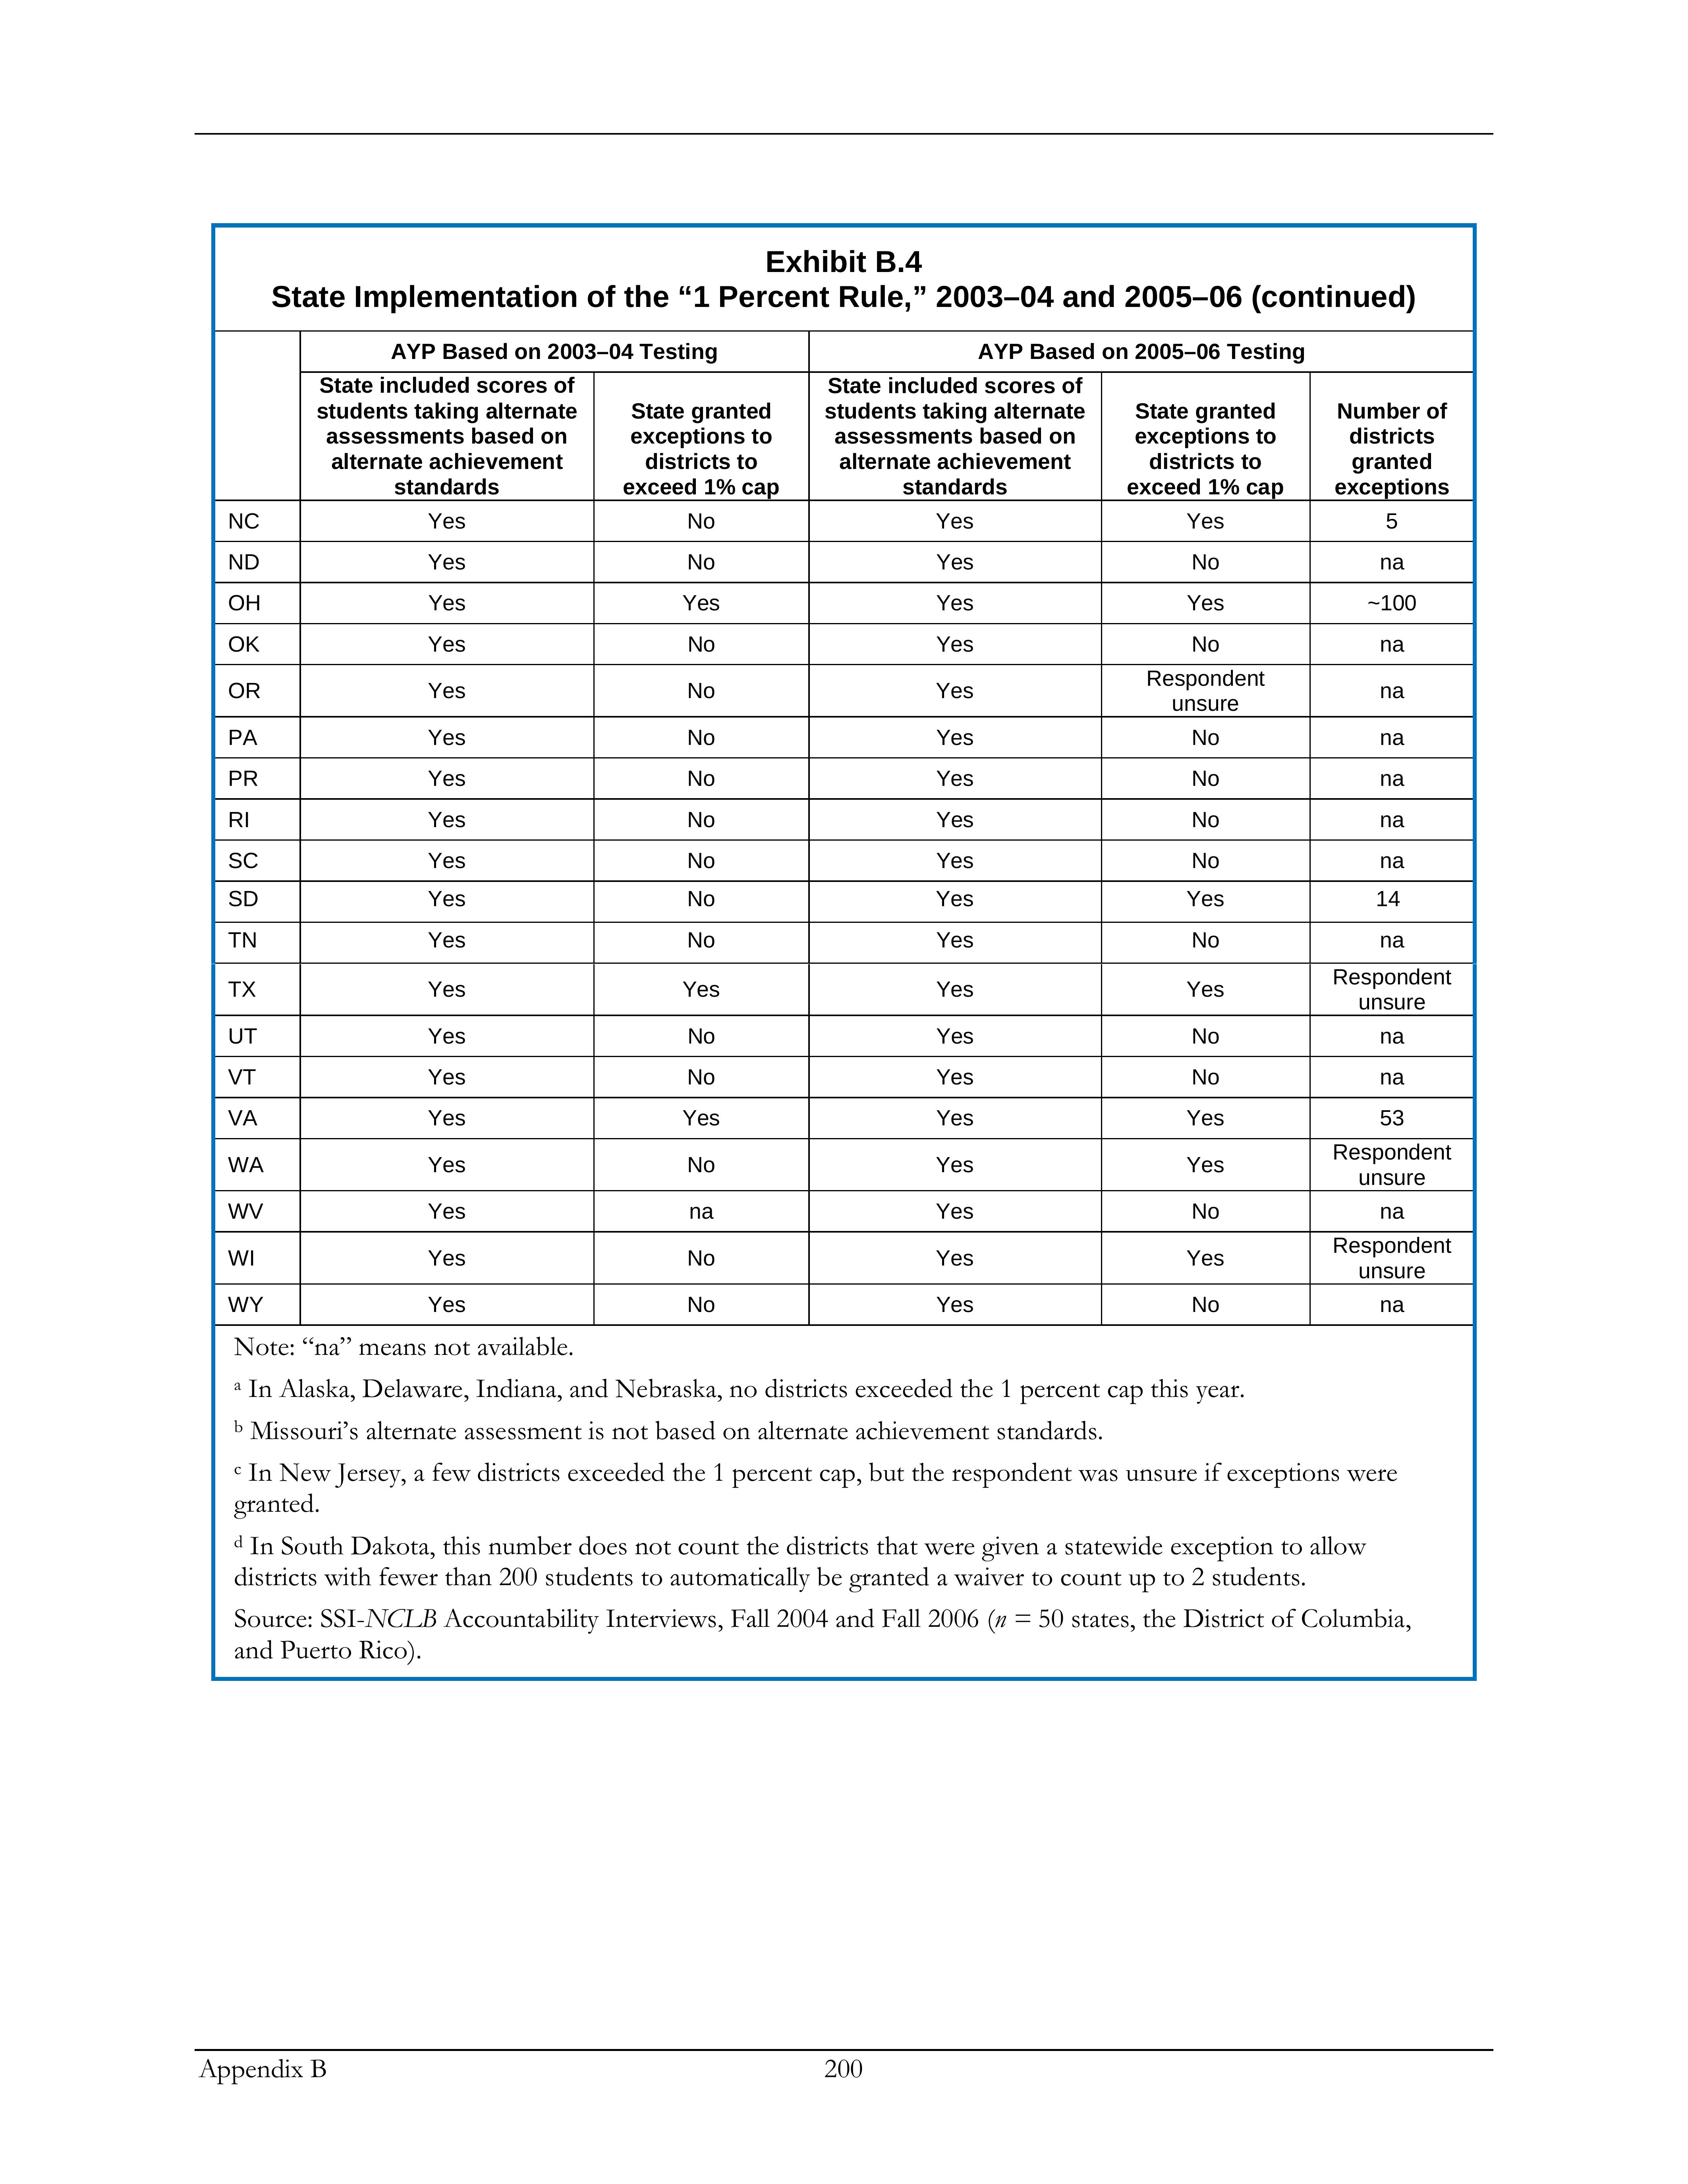 Exhibit B.4
State Implementation of the “1 Percent Rule,” 2003–04 and 2005–06 (continued)
AYP Based on 2003–04 Testing AYP Based on 2005–06 Testing
State included scores of students taking alternate assessments based on alternate achievement standards State granted exceptions to districts to exceed 1% cap State included scores of students taking alternate assessments based on alternate achievement standards State granted exceptions to districts to exceed 1% cap Number of districts granted exceptions
NC Yes No Yes Yes 5
ND Yes No Yes No na
OH Yes Yes Yes Yes ~100
OK Yes No Yes No na
OR Yes No Yes Respondent unsure na
PA Yes No Yes No na
PR Yes No Yes No na
RI Yes No Yes No na
SC Yes No Yes No na
SD Yes No Yes Yes 14
TN Yes No Yes No na
TX Yes Yes Yes Yes Respondent unsure
UT Yes No Yes No na
VT Yes No Yes No na
VA Yes Yes Yes Yes 53
WA Yes No Yes Yes Respondent unsure
WV Yes na Yes No na
WI Yes No Yes Yes Respondent unsure
WY Yes No Yes No na
Note: “na” means not available.
a In Alaska, Delaware, Indiana, and Nebraska, no districts exceeded the 1 percent cap this year.
b Missouri’s alternate assessment is not based on alternate achievement standards.
c In New Jersey, a few districts exceeded the 1 percent cap, but the respondent was unsure if exceptions were
granted.
d In South Dakota, this number does not count the districts that were given a statewide exception to allow
districts with fewer than 200 students to automatically be granted a waiver to count up to 2 students.
Source: SSI-NCLB Accountability Interviews, Fall 2004 and Fall 2006 (n = 50 states, the District of Columbia,
and Puerto Rico).
Appendix B 200